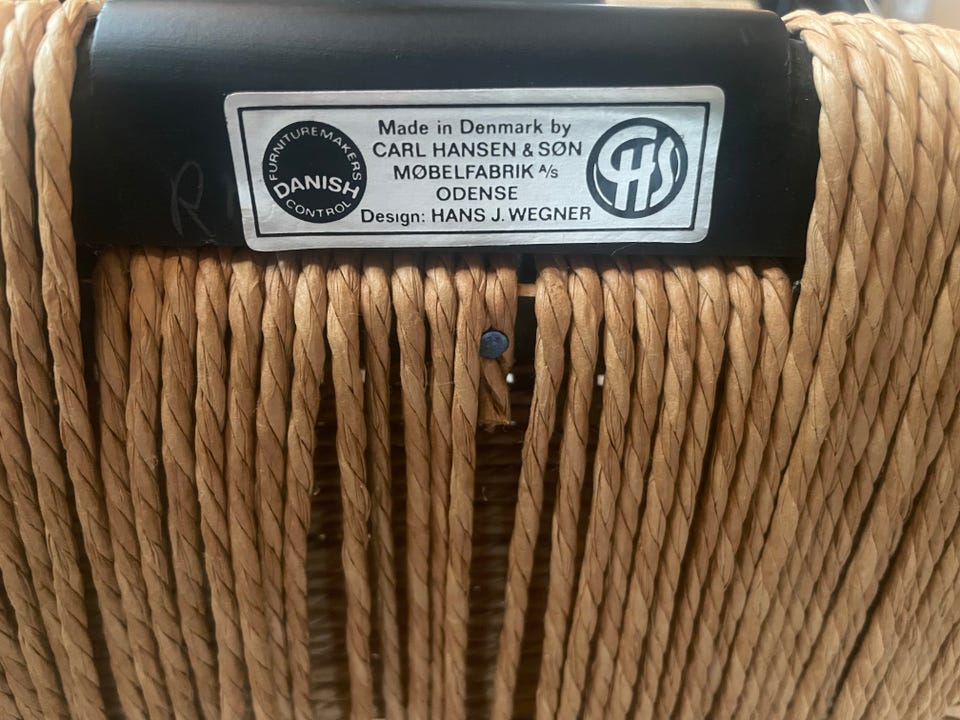 FURNITUREMAKERS
DANISH
CONTROL
Made in Denmark by
CARL HANSEN & SØN
MØBELFABRIK A/s
ODENSE
Design: HANS J. WEGNER
CHS
R